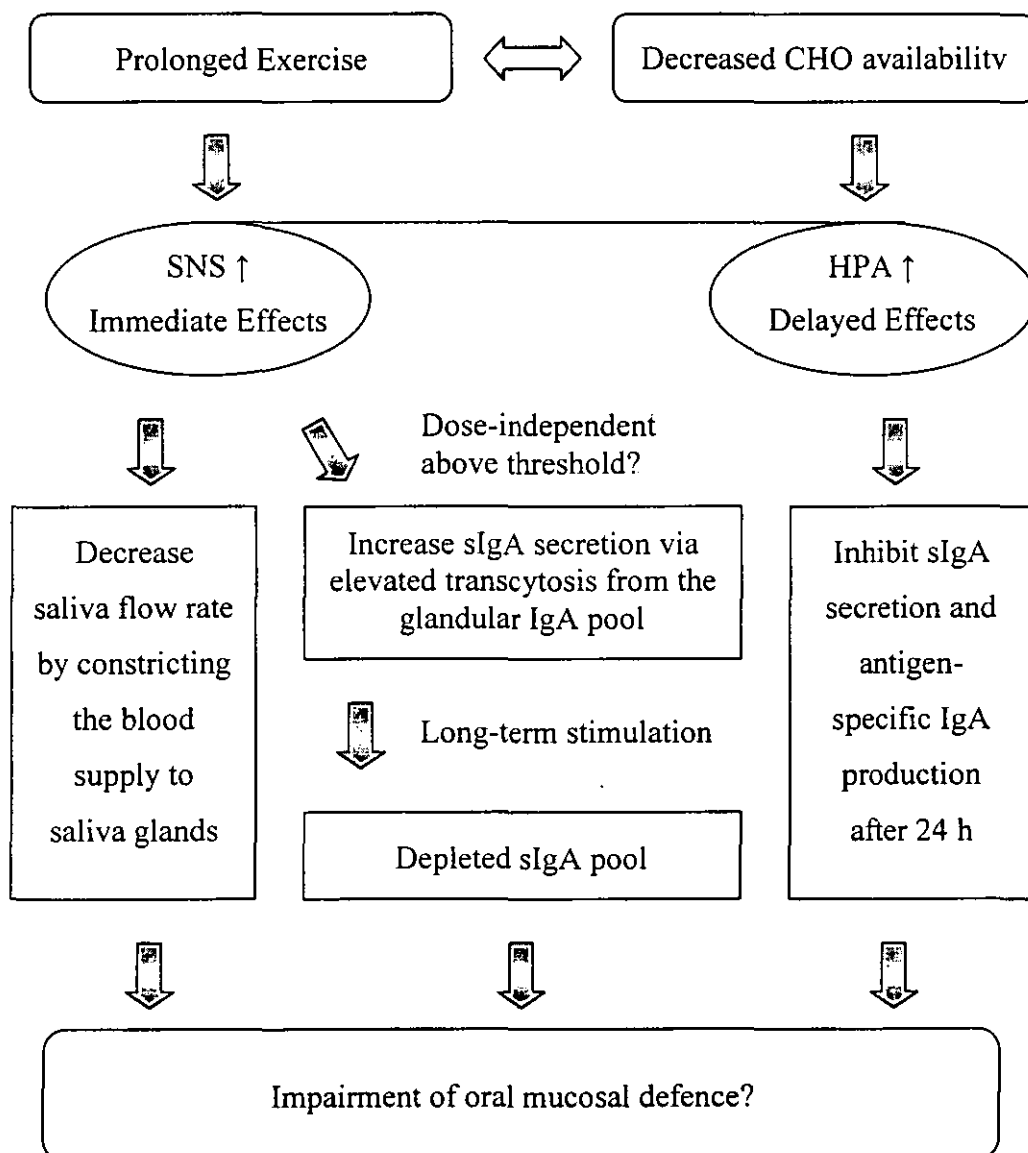 Prolonged Exercise
Decreased CHO availability
SNS ↑
Immediate Effects
HPA ↑
Delayed Effects
Dose-independent
above threshold?
Decrease
saliva flow rate
by constricting
the blood
supply to
saliva glands
Increase sIgA secretion via
elevated transcytosis from the
glandular IgA pool
Long-term stimulation
Depleted sIgA pool
Inhibit sIgA
secretion and
antigen-
specific IgA
production
after 24 h
Impairment of oral mucosal defence?